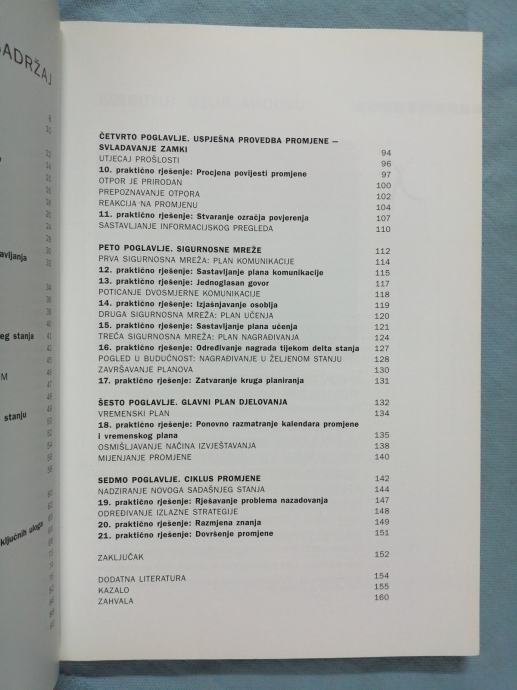 SADRŽAJ
ČETVRTO POGLAVLJE. USPJEŠNA PROVEDBA PROMJENE –
SVLADAVANJE ZAMKI 94
UTJECAJ PROŠLOSTI 96
10. praktično rješenje: Procjena povijesti promjene 97
OTPOR JE PRIRODAN 100
PREPOZNAVANJE OTPORA 102
REAKCIJA NA PROMJENU 104
11. praktično rješenje: Stvaranje ozračja povjerenja 107
SASTAVLJANJE INFORMACIJSKOG PREGLEDA 110
PETO POGLAVLJE. SIGURNOSNE MREŽE 112
PRVA SIGURNOSNA MREŽA: PLAN KOMUNIKACIJE 114
12. praktično rješenje: Sastavljanje plana komunikacije 115
13. praktično rješenje: Jednoglasan govor 117
POTICANJE DVOSMJERNE KOMUNIKACIJE 118
14. praktično rješenje: Izjašnjavanje osoblja 119
DRUGA SIGURNOSNA MREŽA: PLAN UČENJA 120
15. praktično rješenje: Sastavljanje plana učenja 121
TREĆA SIGURNOSNA MREŽA: PLAN NAGRAĐIVANJA 124
16. praktično rješenje: Određivanje nagrada tijekom delta stanja 127
POGLED U BUDUĆNOST: NAGRAĐIVANJE U ŽELJENOM STANJU 128
ZAVRŠAVANJE PLANOVA 130
17. praktično rješenje: Zatvaranje kruga planiranja 131
ŠESTO POGLAVLJE. GLAVNI PLAN DJELOVANJA 132
VREMENSKI PLAN 134
18. praktično rješenje: Ponovno razmatranje kalendara promjene
i vremenskog plana 135
OSMIŠLJAVANJE NAČINA IZVJEŠTAVANJA 138
MIJENJANJE PROMJENE 140
SEDMO POGLAVLJE. CIKLUS PROMJENE 142
NADZIRANJE NOVOGA SADAŠNJEG STANJA 144
19. praktično rješenje: Rješavanje problema nazadovanja 147
ODREĐIVANJE IZLAZNE STRATEGIJE 148
20. praktično rješenje: Razmjena znanja 149
21. praktično rješenje: Dovršenje promjene 151
ZAKLJUČAK 152
DODATNA LITERATURA 154
KAZALO 155
ZAHVALA 160